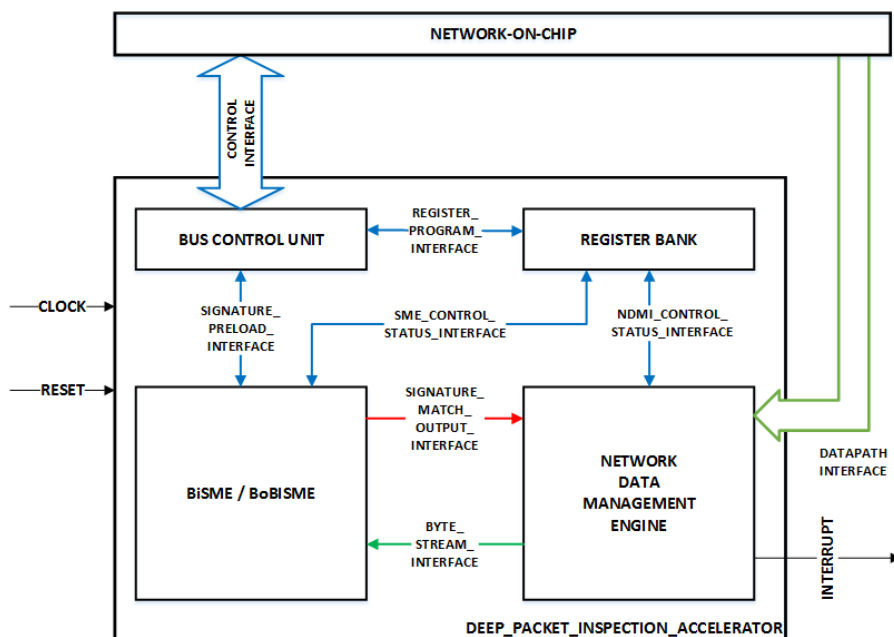 NETWORK-ON-CHIP
CONTROL
INTERFACE
BUS CONTROL UNIT
REGISTER_
PROGRAM_
INTERFACE
REGISTER BANK
CLOCK
SIGNATURE_
PRELOAD_
INTERFACE
SME_CONTROL_
STATUS_INTERFACE
NDMI_CONTROL_
STATUS_INTERFACE
RESET
SIGNATURE_
MATCH_
OUTPUT_
INTERFACE
BiSME / BoBISME
NETWORK
DATA
MANAGEMENT
ENGINE
DATAPATH
INTERFACE
BYTE_
STREAM_
INTERFACE
INTERRUPT
DEEP_PACKET_INSPECTION_ACCELERATOR